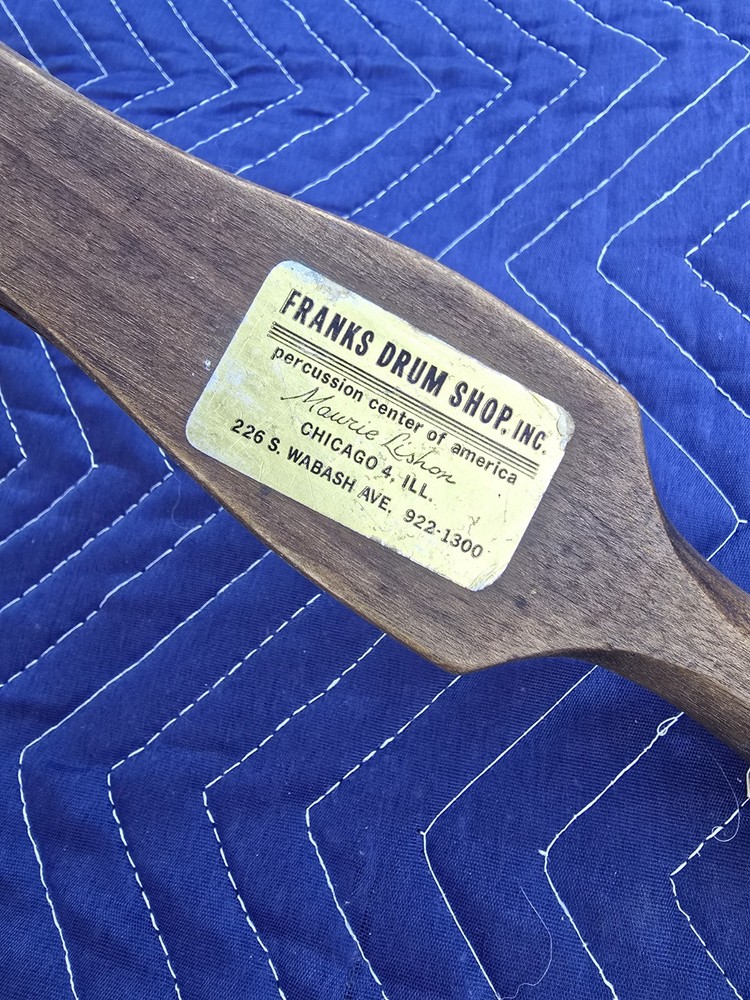 FRANKS DRUM SHOP, INC.
percussion center of america
Maurie Lishon
CHICAGO 4, ILL.
226 S. WABASH AVE. 922-1300